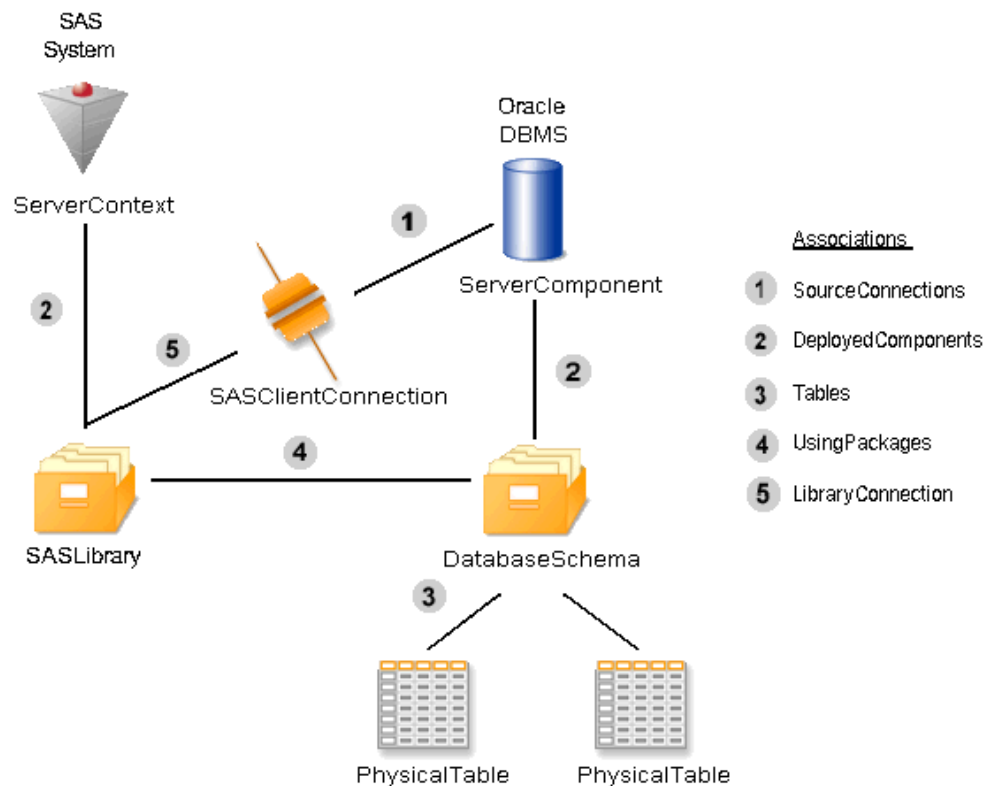 SAS
System
ServerContext
Oracle
DBMS
ServerComponent
1
2
5
SASClientConnection
2
4
SASLibrary
DatabaseSchema
3
PhysicalTable
PhysicalTable
Associations
1 SourceConnections
2 DeployedComponents
3 Tables
4 UsingPackages
5 LibraryConnection